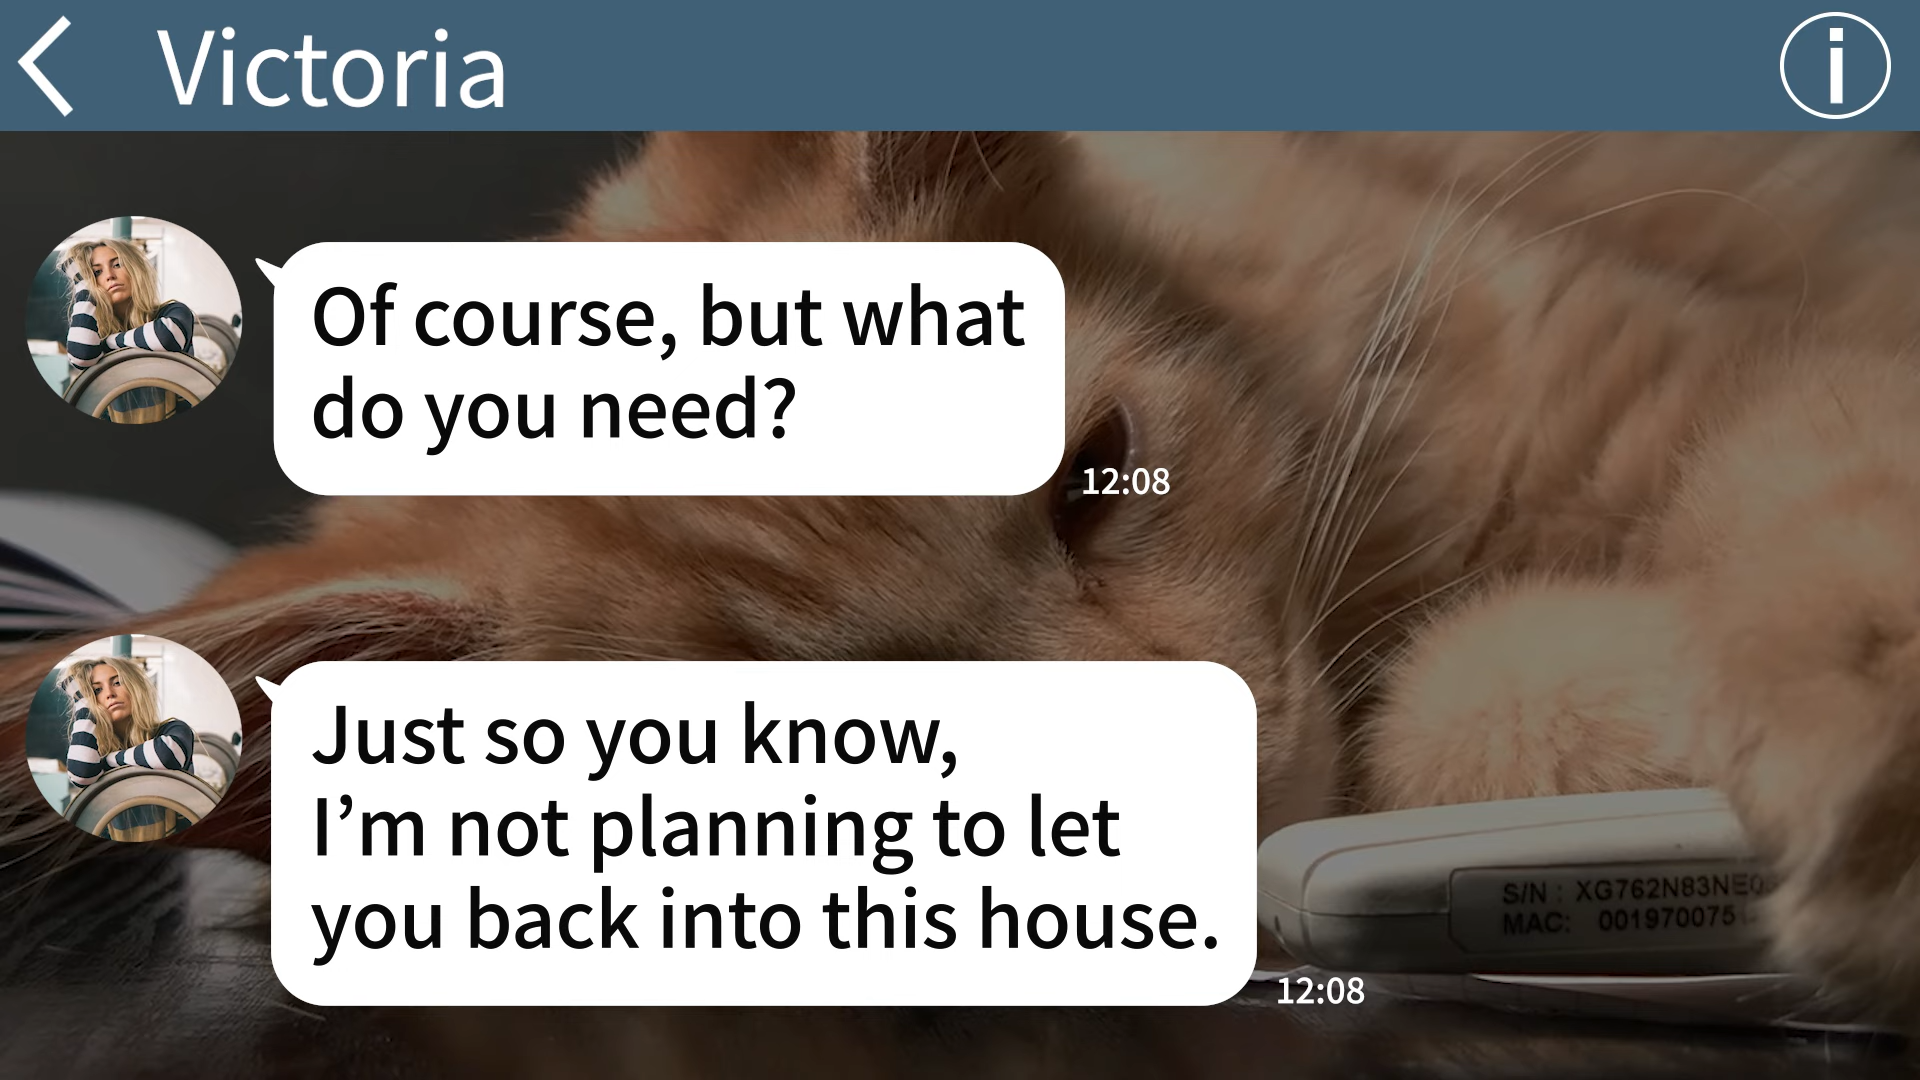 Victoria
Of course, but what
do you need?
12:08
Just so you know,
I’m not planning to let
you back into this house.
12:08
S/N : XG762N83NE0
MAC: 001970075